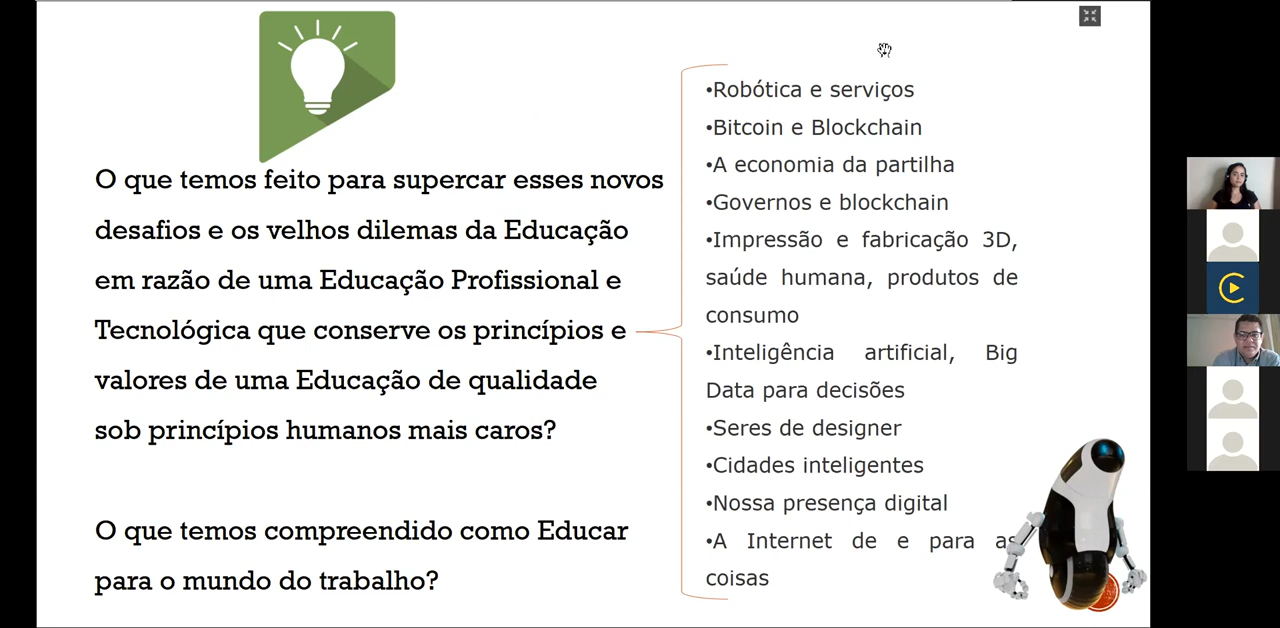 O que temos feito para supercar esses novos
desafios e os velhos dilemas da Educação
em razão de uma Educação Profissional e
Tecnológica que conserve os princípios e
valores de uma Educação de qualidade
sob princípios humanos mais caros?
O que temos compreendido como Educar
para o mundo do trabalho?
•Robótica e serviços
•Bitcoin e Blockchain
•A economia da partilha
•Governos e blockchain
•Impressão e fabricação 3D,
saúde humana, produtos de
consumo
•Inteligência artificial, Big
Data para decisões
•Seres de designer
•Cidades inteligentes
•Nossa presença digital
•A Internet de e para as
coisas